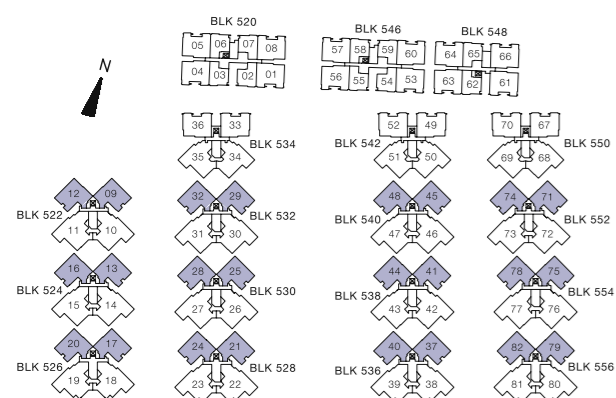 BLK 520
BLK 546
BLK 548
05 06 07 08
04 03 02 01
57 58 59 60
56 55 54 53
64 65 66
63 62 61
N
36 33
35 34
BLK 534
52 49
51 50
BLK 542
70 67
69 68
BLK 550
12 09
11 10
BLK 522
32 29
31 30
BLK 532
48 45
47 46
BLK 540
74 71
73 72
BLK 552
16 13
15 14
BLK 524
28 25
27 26
BLK 530
44 41
43 42
BLK 538
78 75
77 76
BLK 554
20 17
19 18
BLK 526
24 21
23 22
BLK 528
40 37
39 38
BLK 536
82 79
81 80
BLK 556